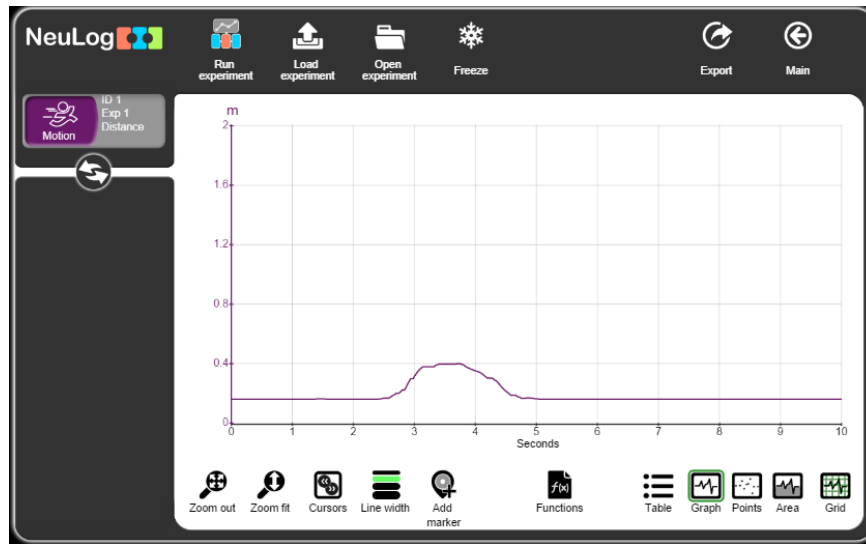 NeuLog
Run
experiment
Load
experiment
Open
experiment
Freeze
Export
Main
Motion
ID 1
Exp 1
Distance
m
2
1.6
1.2
0.8
0.4
0
0 1 2 3 4 5 6 7 8 9 10
Seconds
Zoom out
Zoom fit
Cursors
Line width
Add
marker
f(x)
Functions
Table
Graph
Points
Area
Grid